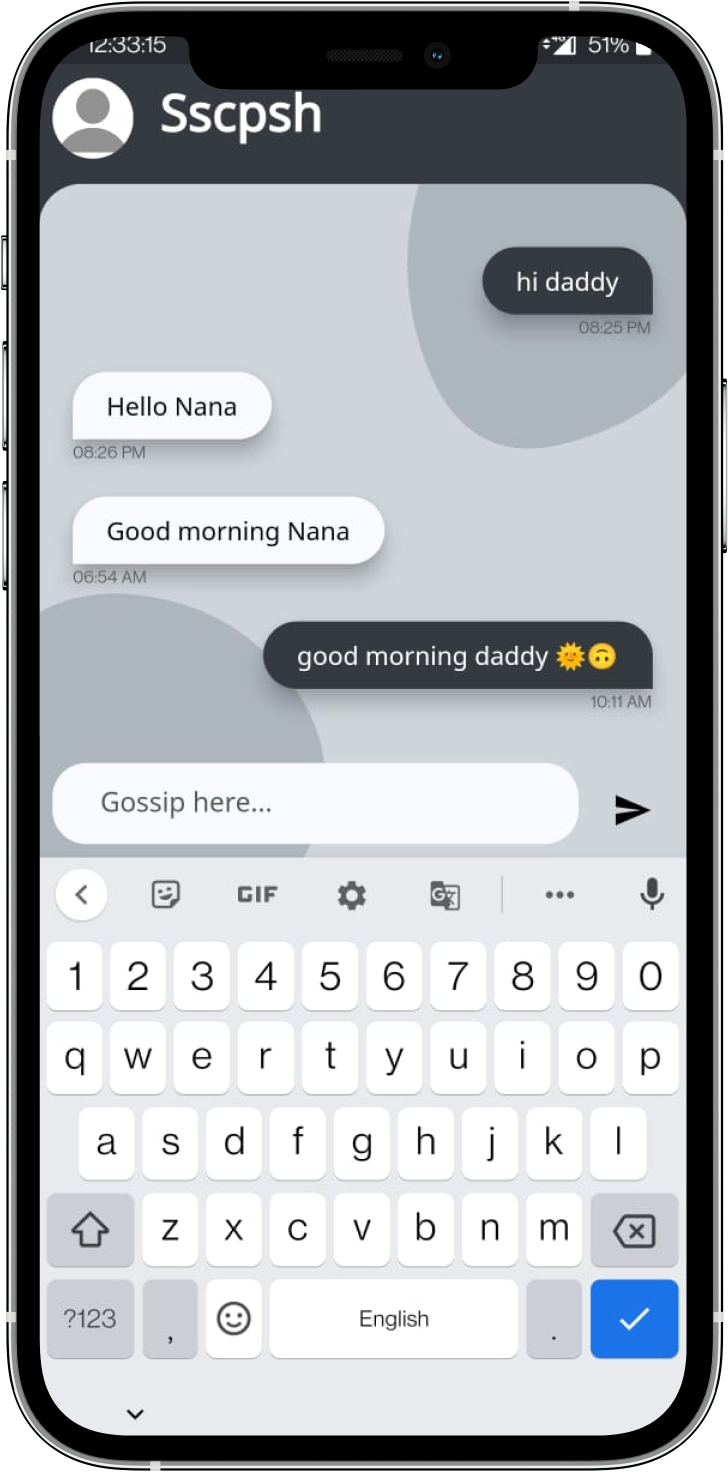 12:33:15
4G 51%
Sscpsh
hi daddy
08:25 PM
Hello Nana
08:26 PM
Good morning Nana
06:54 AM
good morning daddy 🌞🙃
10:11 AM
Gossip here...
GIF
G
1 2 3 4 5 6 7 8 9 0
q w e r t y u i o p
a s d f g h j k l
z x c v b n m
?123 , English .